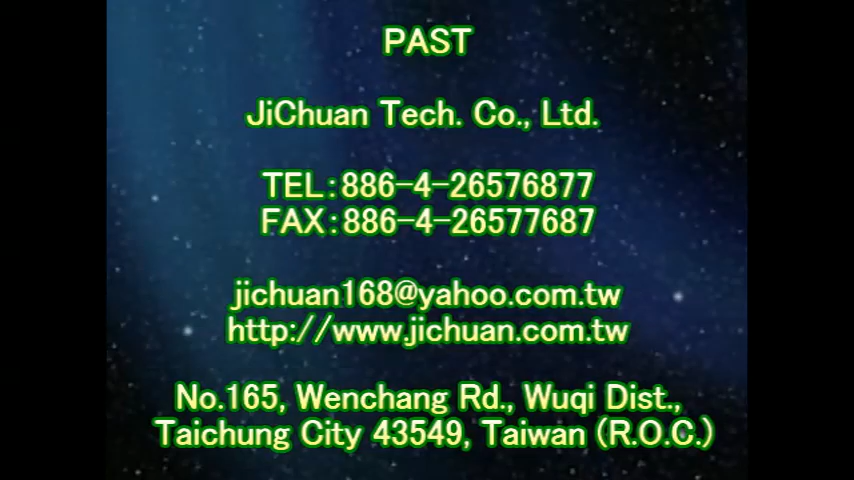 PAST
JiChuan Tech. Co., Ltd.
TEL:886-4-26576877
FAX:886-4-26577687
jichuan168@yahoo.com.tw
http://www.jichuan.com.tw
No.165, Wenchang Rd., Wuqi Dist.,
Taichung City 43549, Taiwan (R.O.C.)